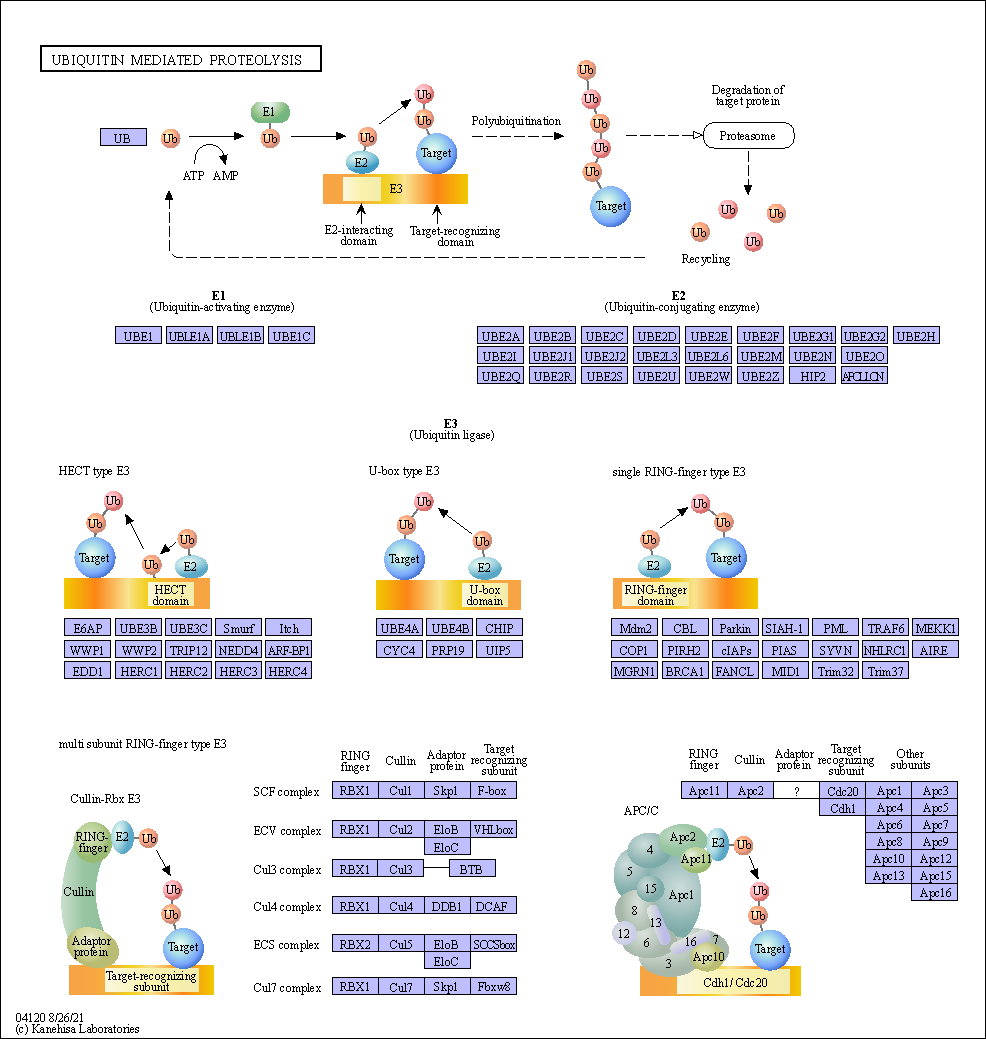 UBIQUITIN MEDIATED PROTEOLYSIS
UB
Ub
E1
Ub
ATP AMP
Ub
E2
Ub
Ub
Target
E3
E2-interacting
domain
Target-recognizing
domain
Polyubiquitination
Ub
Ub
Ub
Ub
Ub
Target
Degradation of
target protein
Proteasome
Ub
Ub
Ub
Ub
Recycling
E1
(Ubiquitin-activating enzyme)
UBE1 UBLE1A UBLE1B UBE1C
E2
(Ubiquitin-conjugating enzyme)
UBE2A UBE2B UBE2C UBE2D UBE2E UBE2F UBE2G1 UBE2G2 UBE2H
UBE2I UBE2J1 UBE2J2 UBE2L3 UBE2L6 UBE2M UBE2N UBE2O
UBE2Q UBE2R UBE2S UBE2U UBE2W UBE2Z HIP2 AFCLLCN
E3
(Ubiquitin ligase)
HECT type E3
Ub
Ub
Target
Ub
Ub
E2
HECT
domain
E6AP UBE3B UBE3C Smurf Itch
WWP1 WWP2 TRIP12 NEDD4 ARF-BP1
EDD1 HERC1 HERC2 HERC3 HERC4
U-box type E3
Ub
Ub
Target
Ub
E2
U-box
domain
UBE4A UBE4B CHIP
CYC4 PRP19 UIP5
single RING-finger type E3
Ub
E2
Ub
Ub
Target
RING-finger
domain
Mdm2 CBL Parkin SIAH-1 PML TRAF6 MEKK1
COP1 PIRH2 cIAPs PIAS SYVN NHLRC1 AIRE
MGRN1 BRCA1 FANCL MID1 Trim32 Trim37
multi subunit RING-finger type E3
Cullin-Rbx E3
RING-
finger
E2
Ub
Cullin
Ub
Ub
Adaptor
protein
Target
Target-recognizing
subunit
RING
finger
Cullin
Adaptor
protein
Target
recognizing
subunit
SCF complex RBX1 Cul1 Skp1 F-box
ECV complex RBX1 Cul2 EloB VHLbox
EloC
Cul3 complex RBX1 Cul3 BTB
Cul4 complex RBX1 Cul4 DDB1 DCAF
ECS complex RBX2 Cul5 EloB SOCSbox
EloC
Cul7 complex RBX1 Cul7 Skp1 Fbxw8
APC/C
4
5
15
8
13
12
6
3
16
7
Apc2
Apc11
Apc1
Apc10
E2
Ub
Ub
Ub
Target
Cdh1/Cdc20
RING
finger
Cullin
Adaptor
protein
Target
recognizing
subunit
Other
subunits
Apc11 Apc2 ? Cdc20 Apc1 Apc3
Cdh1 Apc4 Apc5
Apc6 Apc7
Apc8 Apc9
Apc10 Apc12
Apc13 Apc15
Apc16
04120 8/26/21
(c) Kanehisa Laboratories